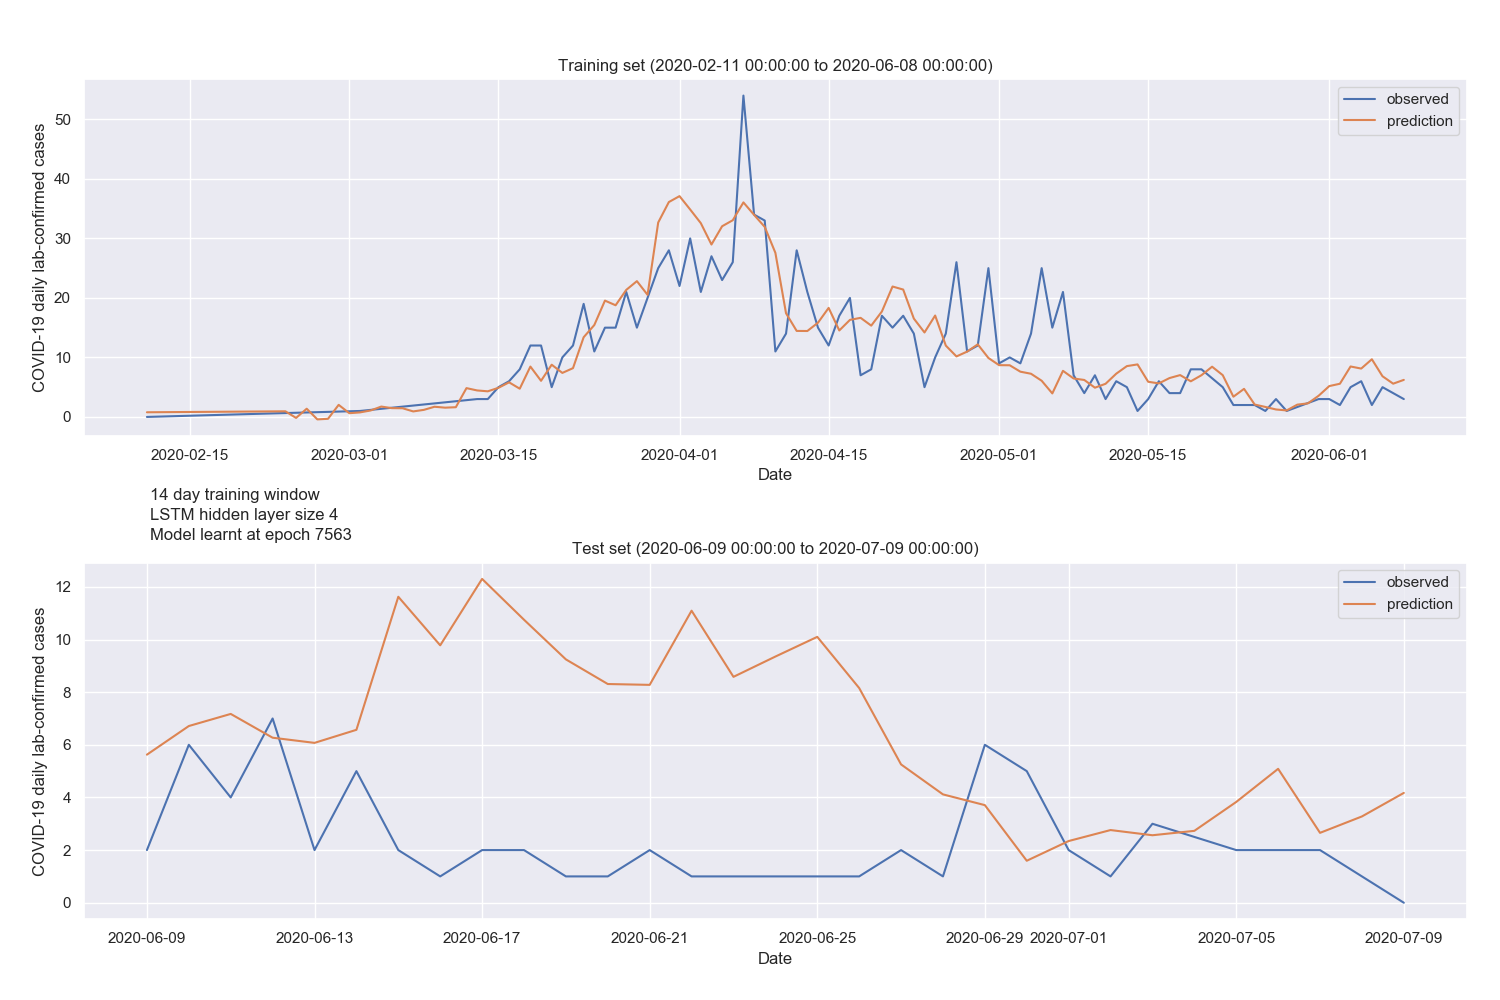 Training set (2020-02-11 00:00:00 to 2020-06-08 00:00:00)
COVID-19 daily lab-confirmed cases
50
40
30
20
10
0
observed
prediction
2020-02-15 2020-03-01 2020-03-15 2020-04-01 2020-04-15 2020-05-01 2020-05-15 2020-06-01
Date
14 day training window
LSTM hidden layer size 4
Model learnt at epoch 7563
Test set (2020-06-09 00:00:00 to 2020-07-09 00:00:00)
COVID-19 daily lab-confirmed cases
12
10
8
6
4
2
0
observed
prediction
2020-06-09 2020-06-13 2020-06-17 2020-06-21 2020-06-25 2020-06-29 2020-07-01 2020-07-05 2020-07-09
Date